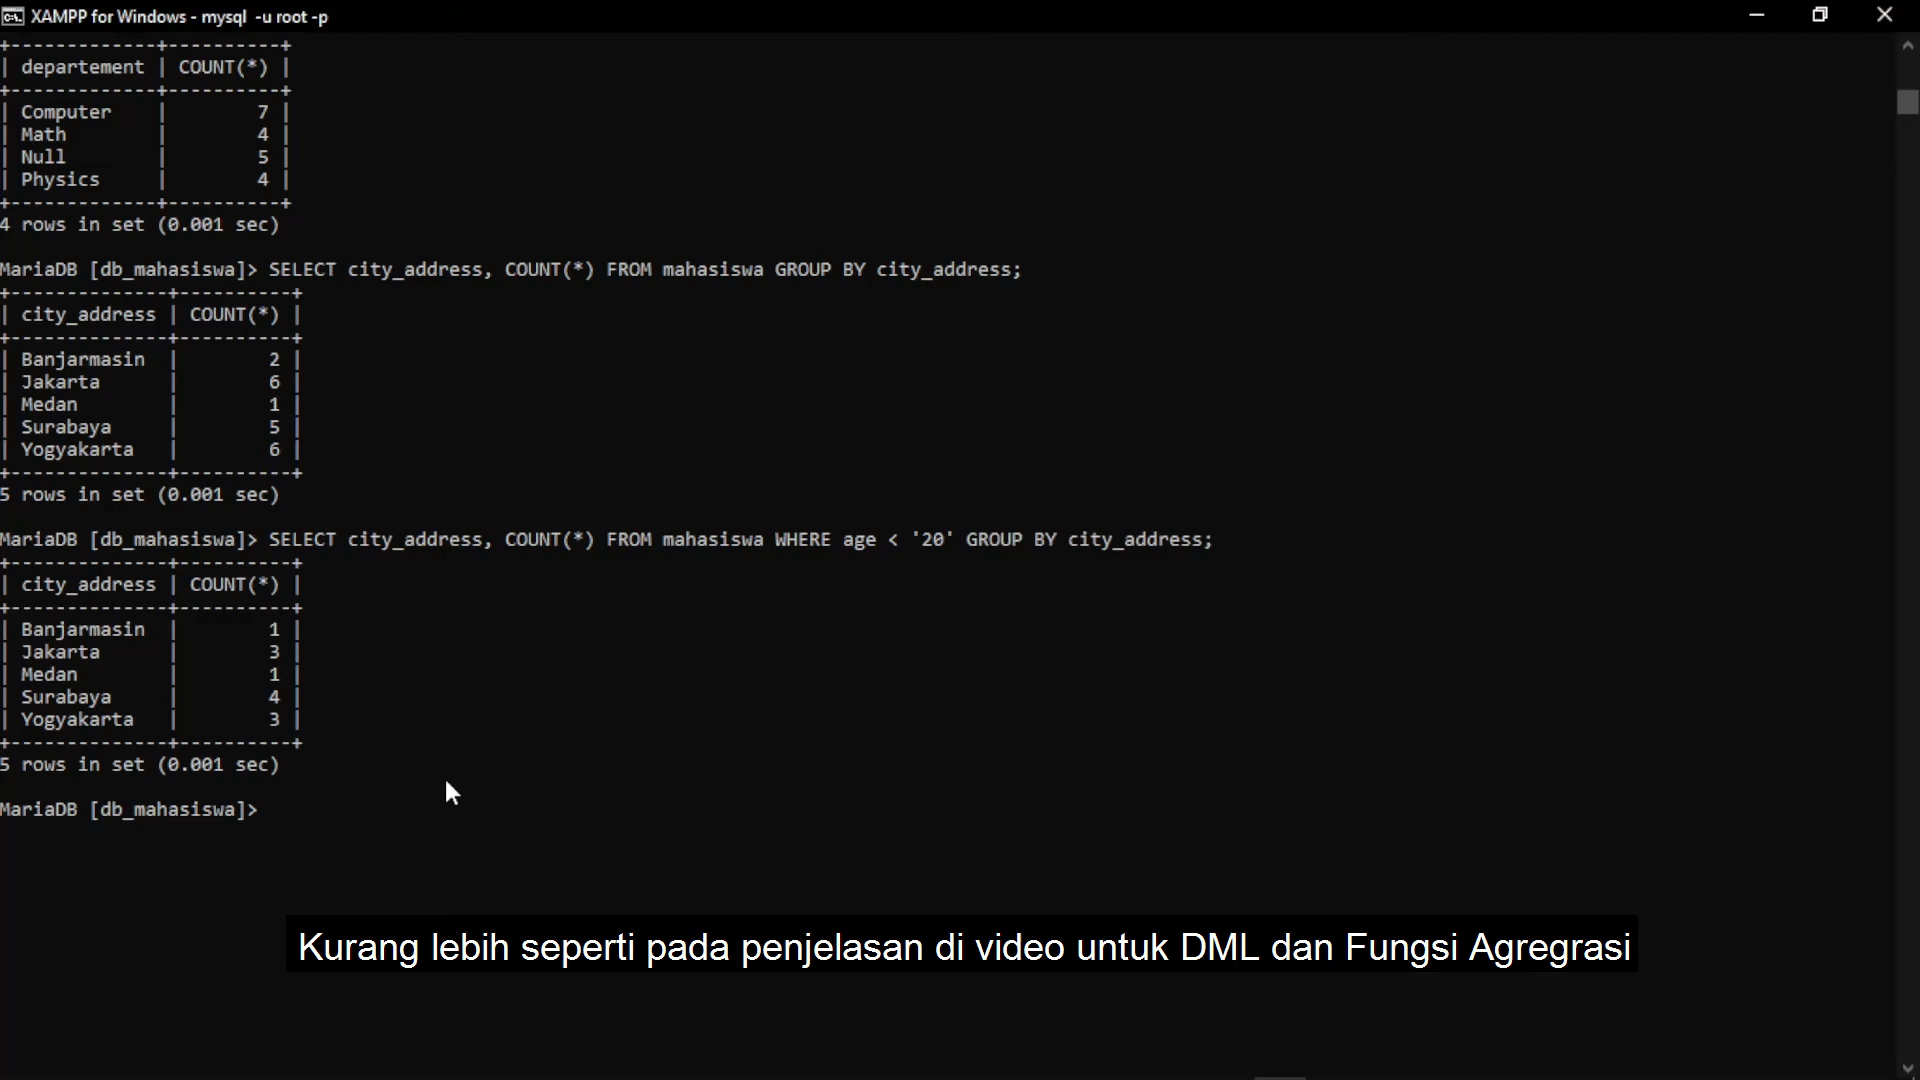 XAMPP for Windows - mysql -u root -p
+--------------+----------+
| departement | COUNT(*) |
+--------------+----------+
| Computer    |        7 |
| Math        |        4 |
| Null        |        5 |
| Physics     |        4 |
+--------------+----------+
4 rows in set (0.001 sec)
MariaDB [db_mahasiswa]> SELECT city_address, COUNT(*) FROM mahasiswa GROUP BY city_address;
+--------------+----------+
| city_address | COUNT(*) |
+--------------+----------+
| Banjarmasin  |        2 |
| Jakarta      |        6 |
| Medan        |        1 |
| Surabaya     |        5 |
| Yogyakarta   |        6 |
+--------------+----------+
5 rows in set (0.001 sec)
MariaDB [db_mahasiswa]> SELECT city_address, COUNT(*) FROM mahasiswa WHERE age < '20' GROUP BY city_address;
+--------------+----------+
| city_address | COUNT(*) |
+--------------+----------+
| Banjarmasin  |        1 |
| Jakarta      |        3 |
| Medan        |        1 |
| Surabaya     |        4 |
| Yogyakarta   |        3 |
+--------------+----------+
5 rows in set (0.001 sec)
MariaDB [db_mahasiswa]>
Kurang lebih seperti pada penjelasan di video untuk DML dan Fungsi Agregrasi